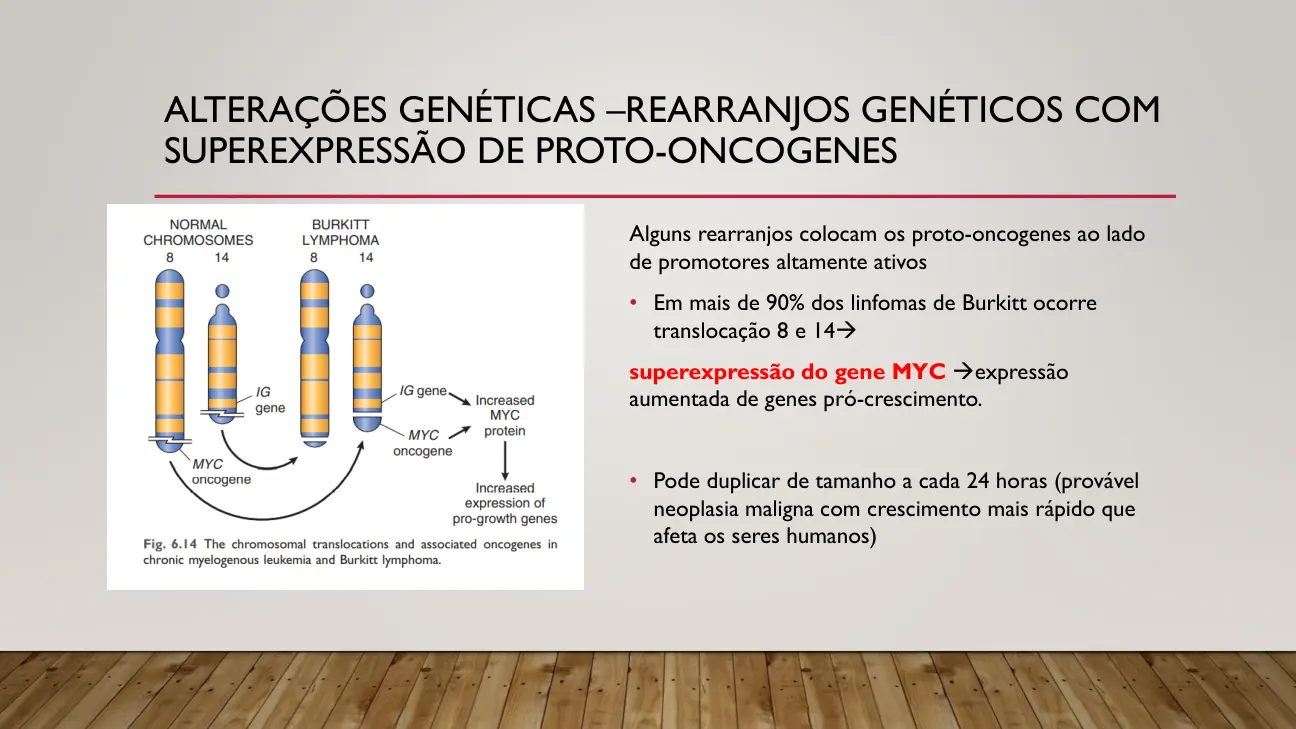 ALTERAÇÕES GENÉTICAS –REARRANJOS GENÉTICOS COM
SUPEREXPRESSÃO DE PROTO-ONCOGENES
NORMAL
CHROMOSOMES
8 14
BURKITT
LYMPHOMA
8 14
IG
gene
MYC
oncogene
IG gene
MYC
oncogene
Increased
MYC
protein
Increased
expression of
pro-growth genes
Fig. 6.14 The chromosomal translocations and associated oncogenes in
chronic myelogenous leukemia and Burkitt lymphoma.
Alguns rearranjos colocam os proto-oncogenes ao lado
de promotores altamente ativos
• Em mais de 90% dos linfomas de Burkitt ocorre
translocação 8 e 14→
superexpressão do gene MYC →expressão
aumentada de genes pró-crescimento.
• Pode duplicar de tamanho a cada 24 horas (provável
neoplasia maligna com crescimento mais rápido que
afeta os seres humanos)